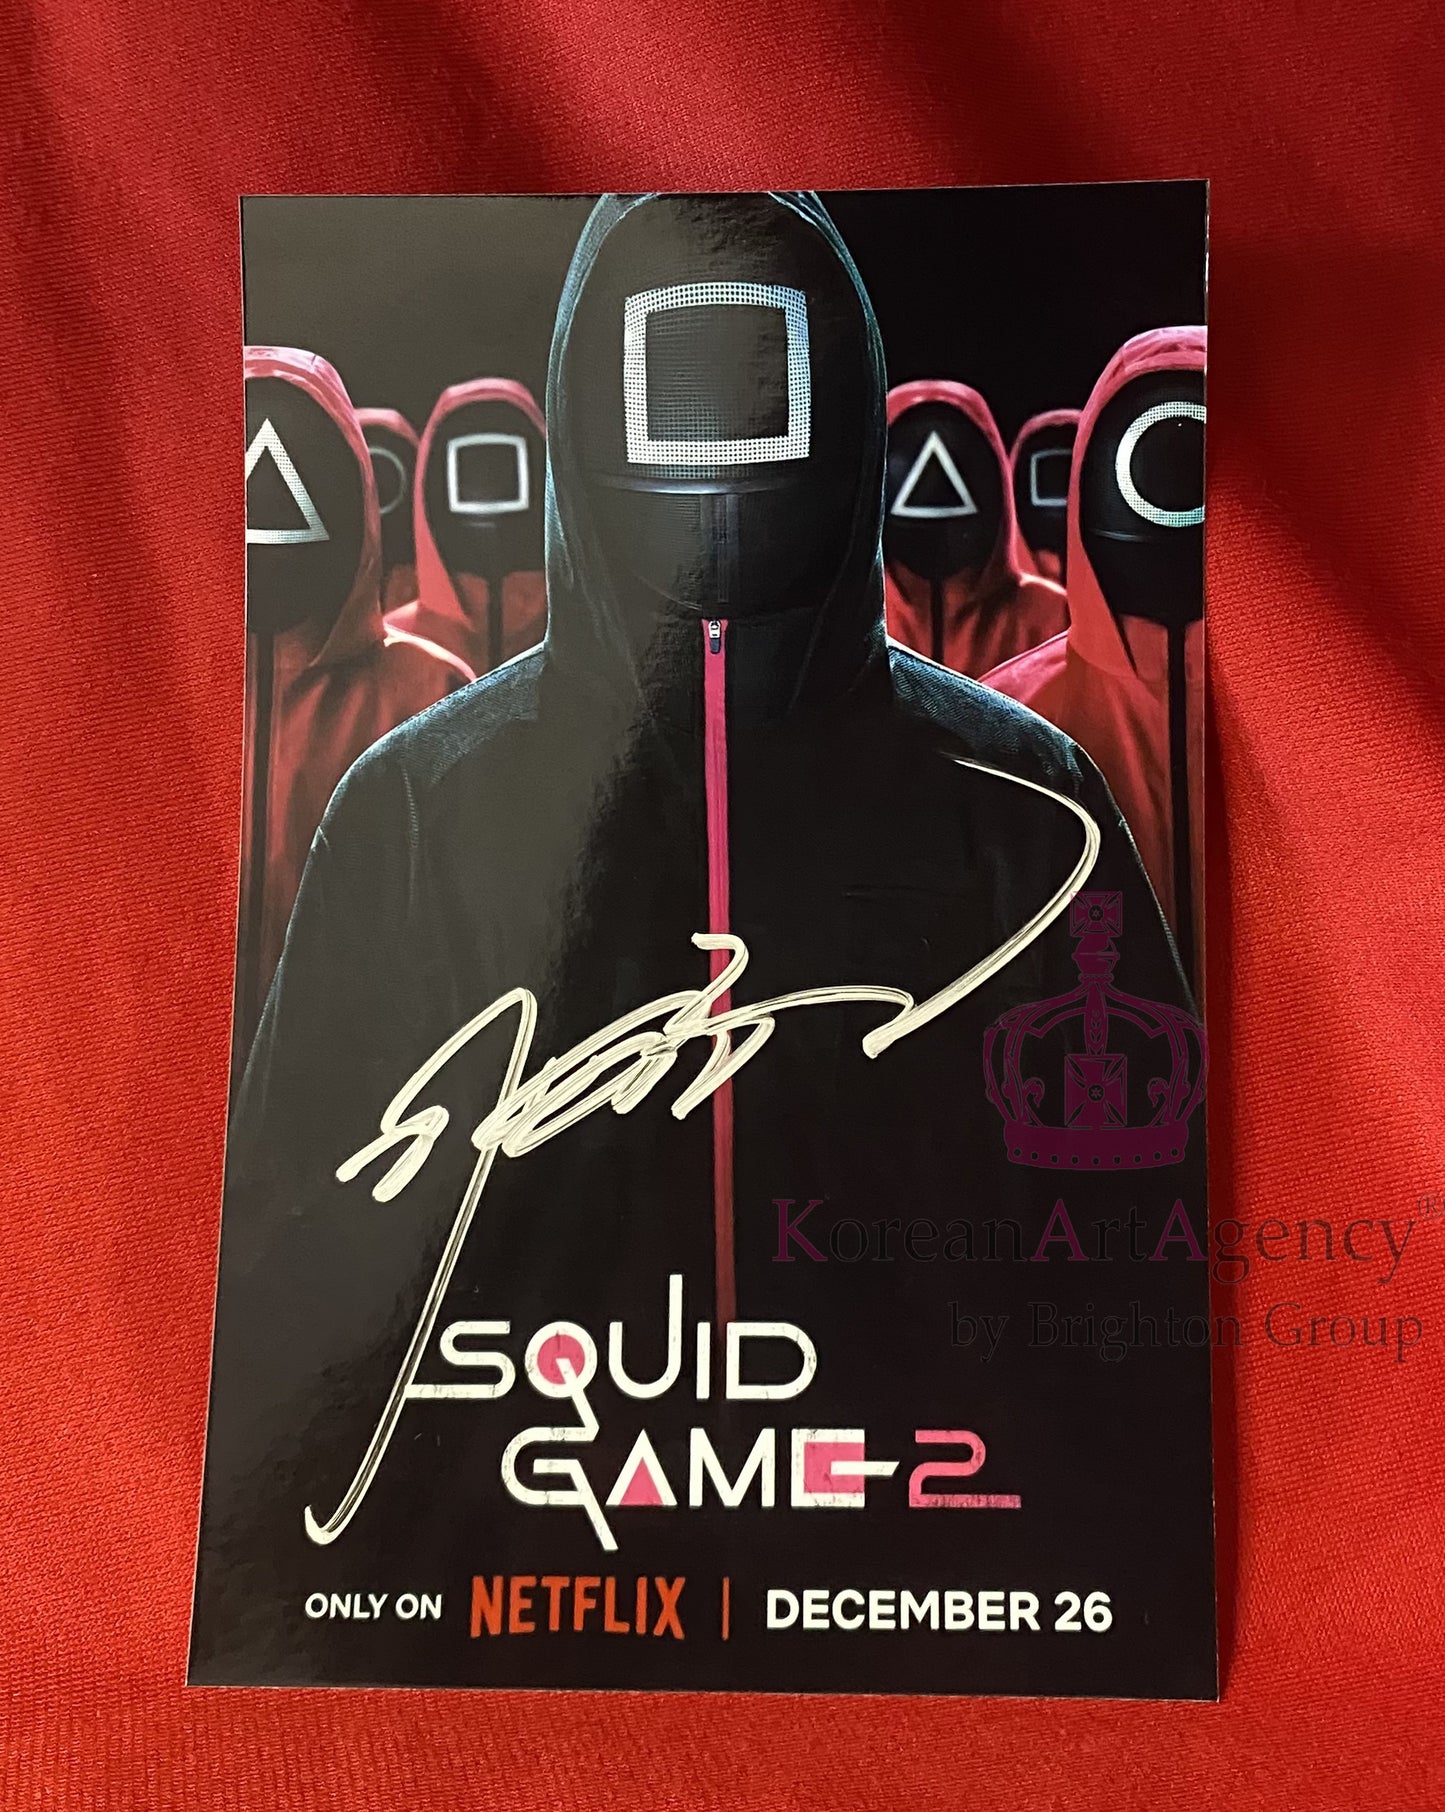 KoreanArtAgency
by Brighton Group
SQUID
GAME 2
ONLY ON NETFLIX | DECEMBER 26